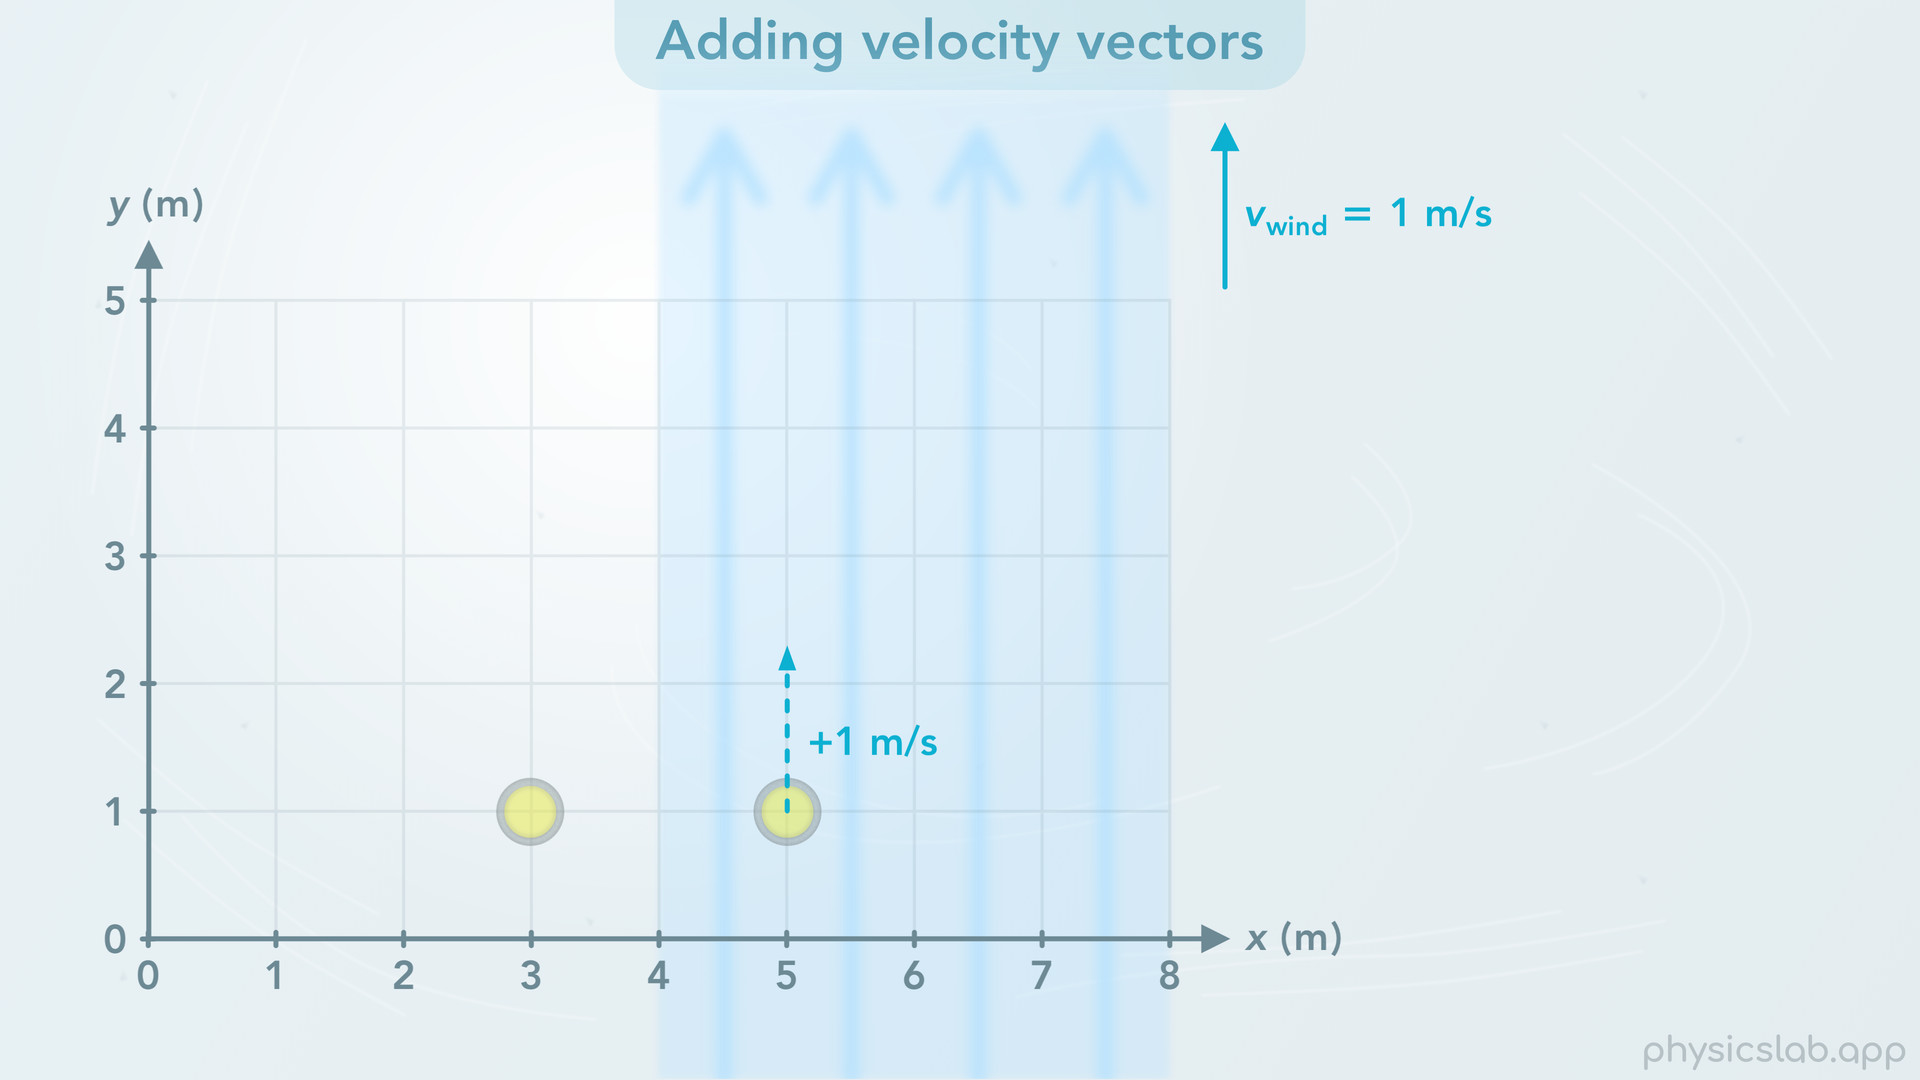 Adding velocity vectors
v_wind = 1 m/s
y (m)
5
4
3
2
+1 m/s
1
0
x (m)
0 1 2 3 4 5 6 7 8
physicslab.app